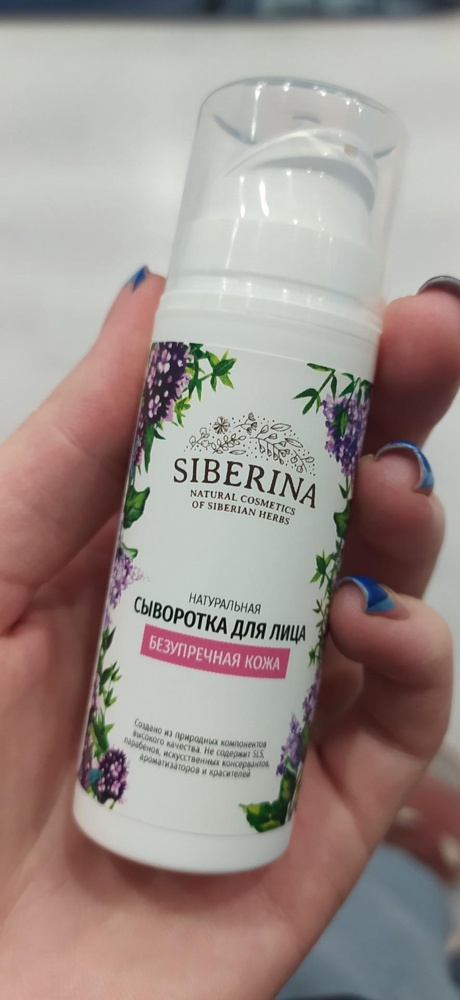 SIBERINA
NATURAL COSMETICS
OF SIBERIAN HERBS
НАТУРАЛЬНАЯ
СЫВОРОТКА ДЛЯ ЛИЦА
БЕЗУПРЕЧНАЯ КОЖА
Создано из природных компонентов
высокого качества. Не содержит SLS,
парабенов, искусственных консервантов,
ароматизаторов и красителей